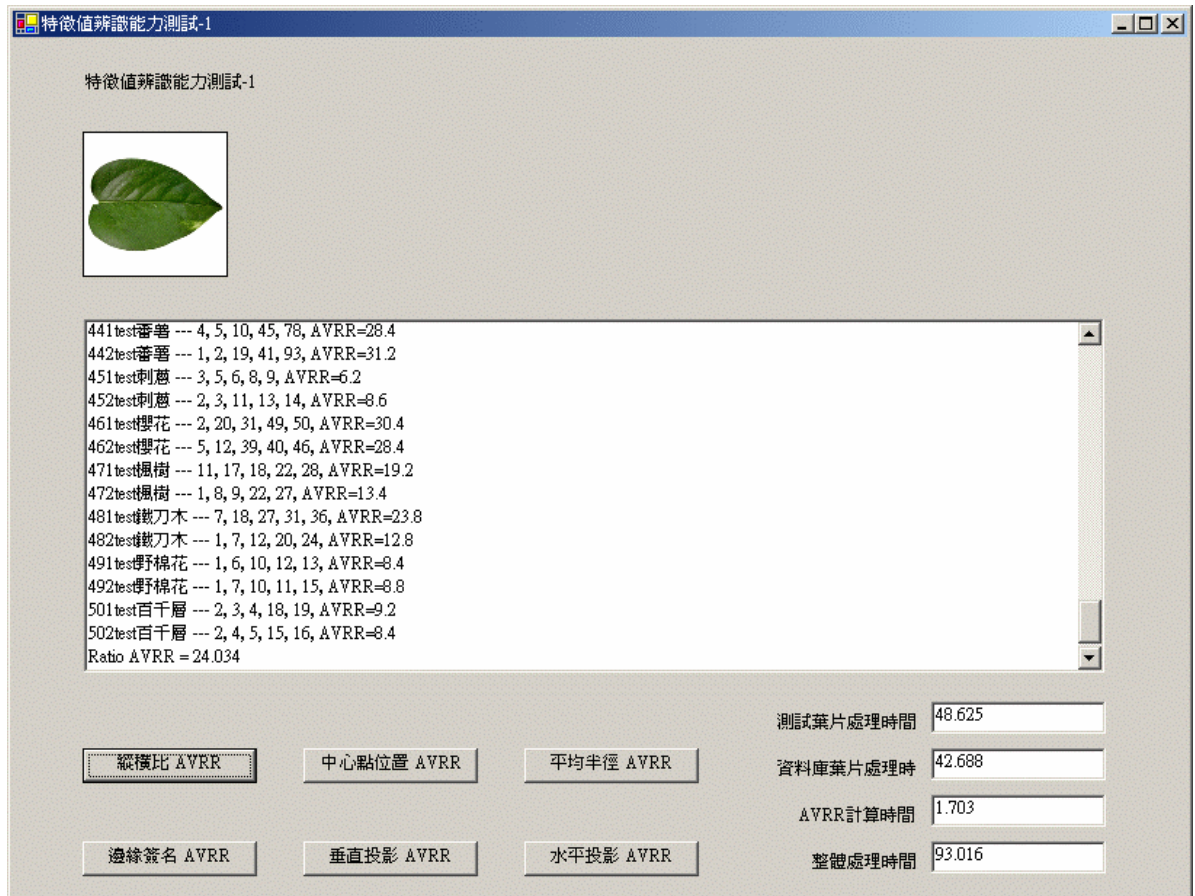 特徵值辨識能力測試-1
特徵值辨識能力測試-1
441test蕃薯 --- 4, 5, 10, 45, 78, AVRR=28.4
442test蕃薯 --- 1, 2, 19, 41, 93, AVRR=31.2
451test刺蔥 --- 3, 5, 6, 8, 9, AVRR=6.2
452test刺蔥 --- 2, 3, 11, 13, 14, AVRR=8.6
461test櫻花 --- 2, 20, 31, 49, 50, AVRR=30.4
462test櫻花 --- 5, 12, 39, 40, 46, AVRR=28.4
471test楓樹 --- 11, 17, 18, 22, 28, AVRR=19.2
472test楓樹 --- 1, 8, 9, 22, 27, AVRR=13.4
481test鐵刀木 --- 7, 18, 27, 31, 36, AVRR=23.8
482test鐵刀木 --- 1, 7, 12, 20, 24, AVRR=12.8
491test野棉花 --- 1, 6, 10, 12, 13, AVRR=8.4
492test野棉花 --- 1, 7, 10, 11, 15, AVRR=8.8
501test百千層 --- 2, 3, 4, 18, 19, AVRR=9.2
502test百千層 --- 2, 4, 5, 15, 16, AVRR=8.4
Ratio AVRR = 24.034
測試葉片處理時間 48.625
縱橫比 AVRR 中心點位置 AVRR 平均半徑 AVRR 資料庫葉片處理時 42.688
AVRR計算時間 1.703
邊緣簽名 AVRR 垂直投影 AVRR 水平投影 AVRR 整體處理時間 93.016